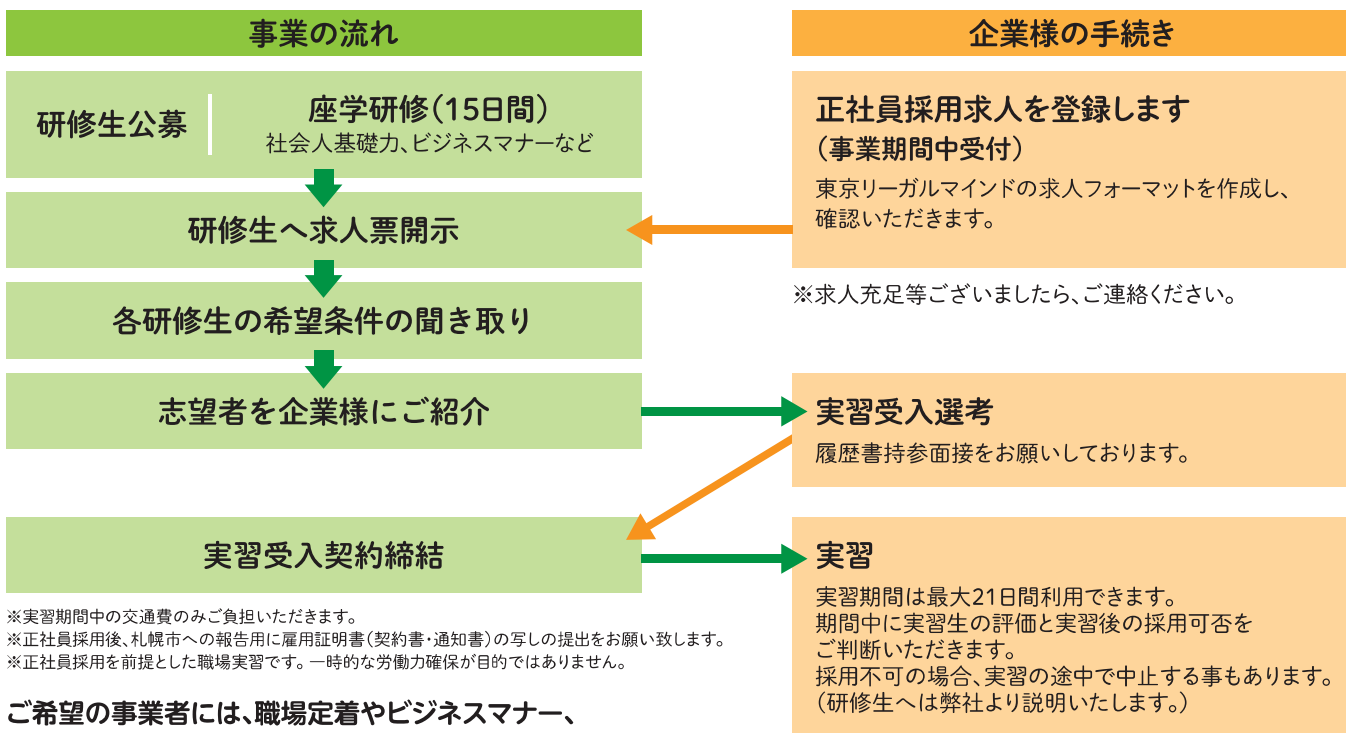 事業の流れ
研修生公募
座学研修(15日間)
社会人基礎力、ビジネスマナーなど
研修生へ求人票開示
各研修生の希望条件の聞き取り
志望者を企業様にご紹介
実習受入契約締結
※実習期間中の交通費のみご負担いただきます。
※正社員採用後、札幌市への報告用に雇用証明書(契約書・通知書)の写しの提出をお願い致します。
※正社員採用を前提とした職場実習です。一時的な労働力確保が目的ではありません。
ご希望の事業者には、職場定着やビジネスマナー、
企業様の手続き
正社員採用求人を登録します
(事業期間中受付)
東京リーガルマインドの求人フォーマットを作成し、
確認いただきます。
※求人充足等ございましたら、ご連絡ください。
実習受入選考
履歴書持参面接をお願いしております。
実習
実習期間は最大21日間利用できます。
期間中に実習生の評価と実習後の採用可否を
ご判断いただきます。
採用不可の場合、実習の途中で中止する事もあります。
(研修生へは弊社より説明いたします。)